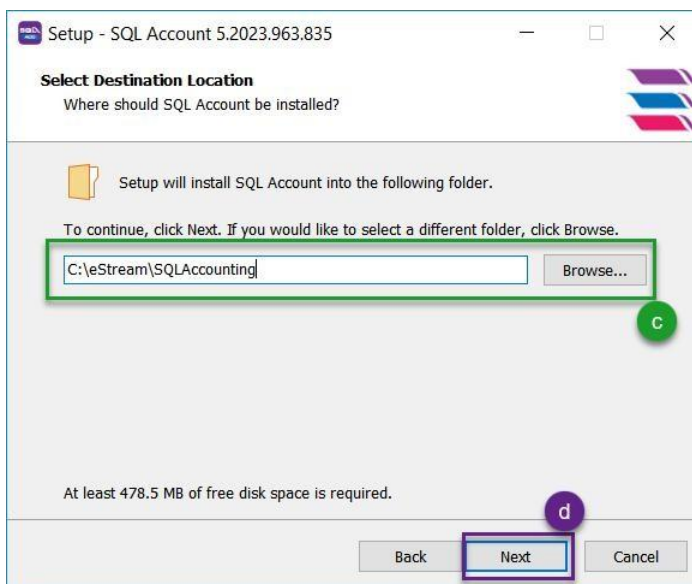 Setup - SQL Account 5.2023.963.835
Select Destination Location
Where should SQL Account be installed?
Setup will install SQL Account into the following folder.
To continue, click Next. If you would like to select a different folder, click Browse.
C:\eStream\SQLAccounting
Browse...
c
At least 478.5 MB of free disk space is required.
d
Back
Next
Cancel